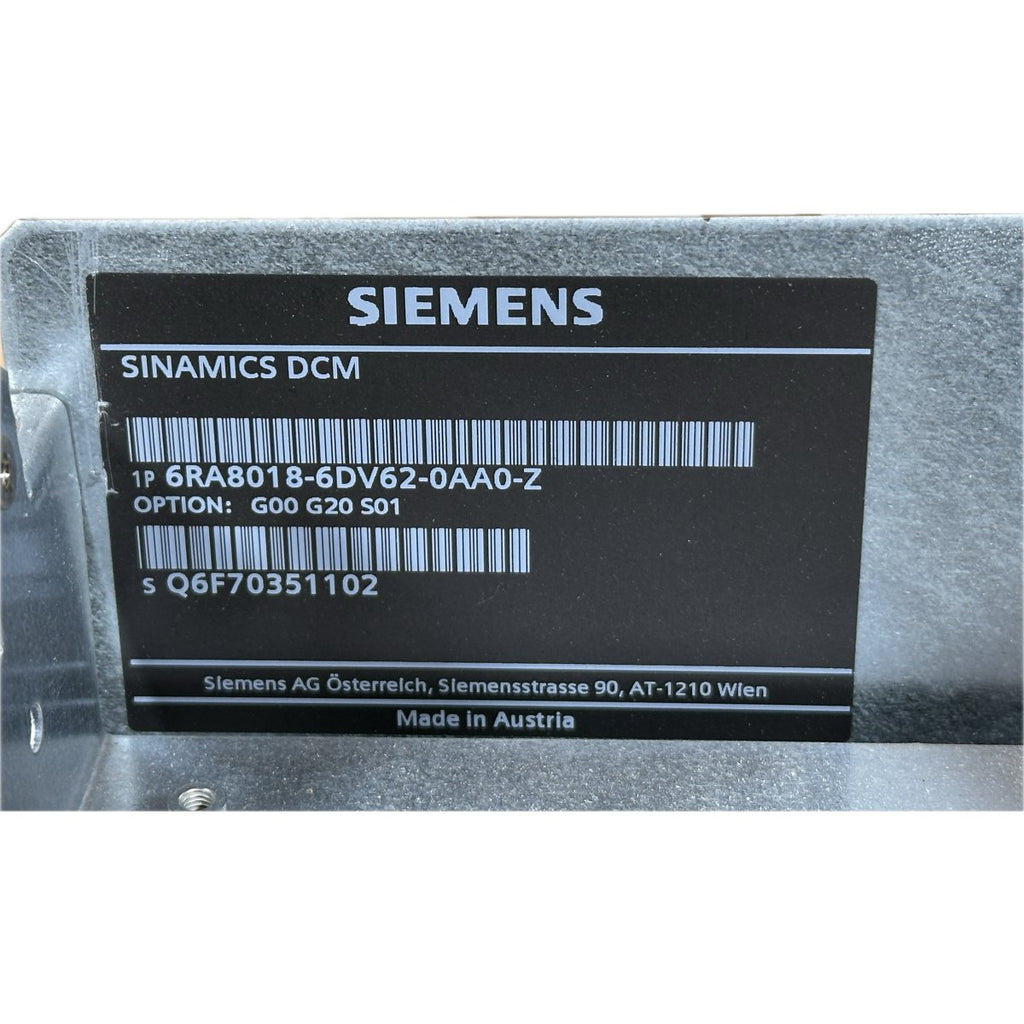 SIEMENS
SINAMICS DCM
1P 6RA8018-6DV62-0AA0-Z
OPTION: G00 G20 S01
S Q6F70351102
Siemens AG Österreich, Siemensstrasse 90, AT-1210 Wien
Made in Austria